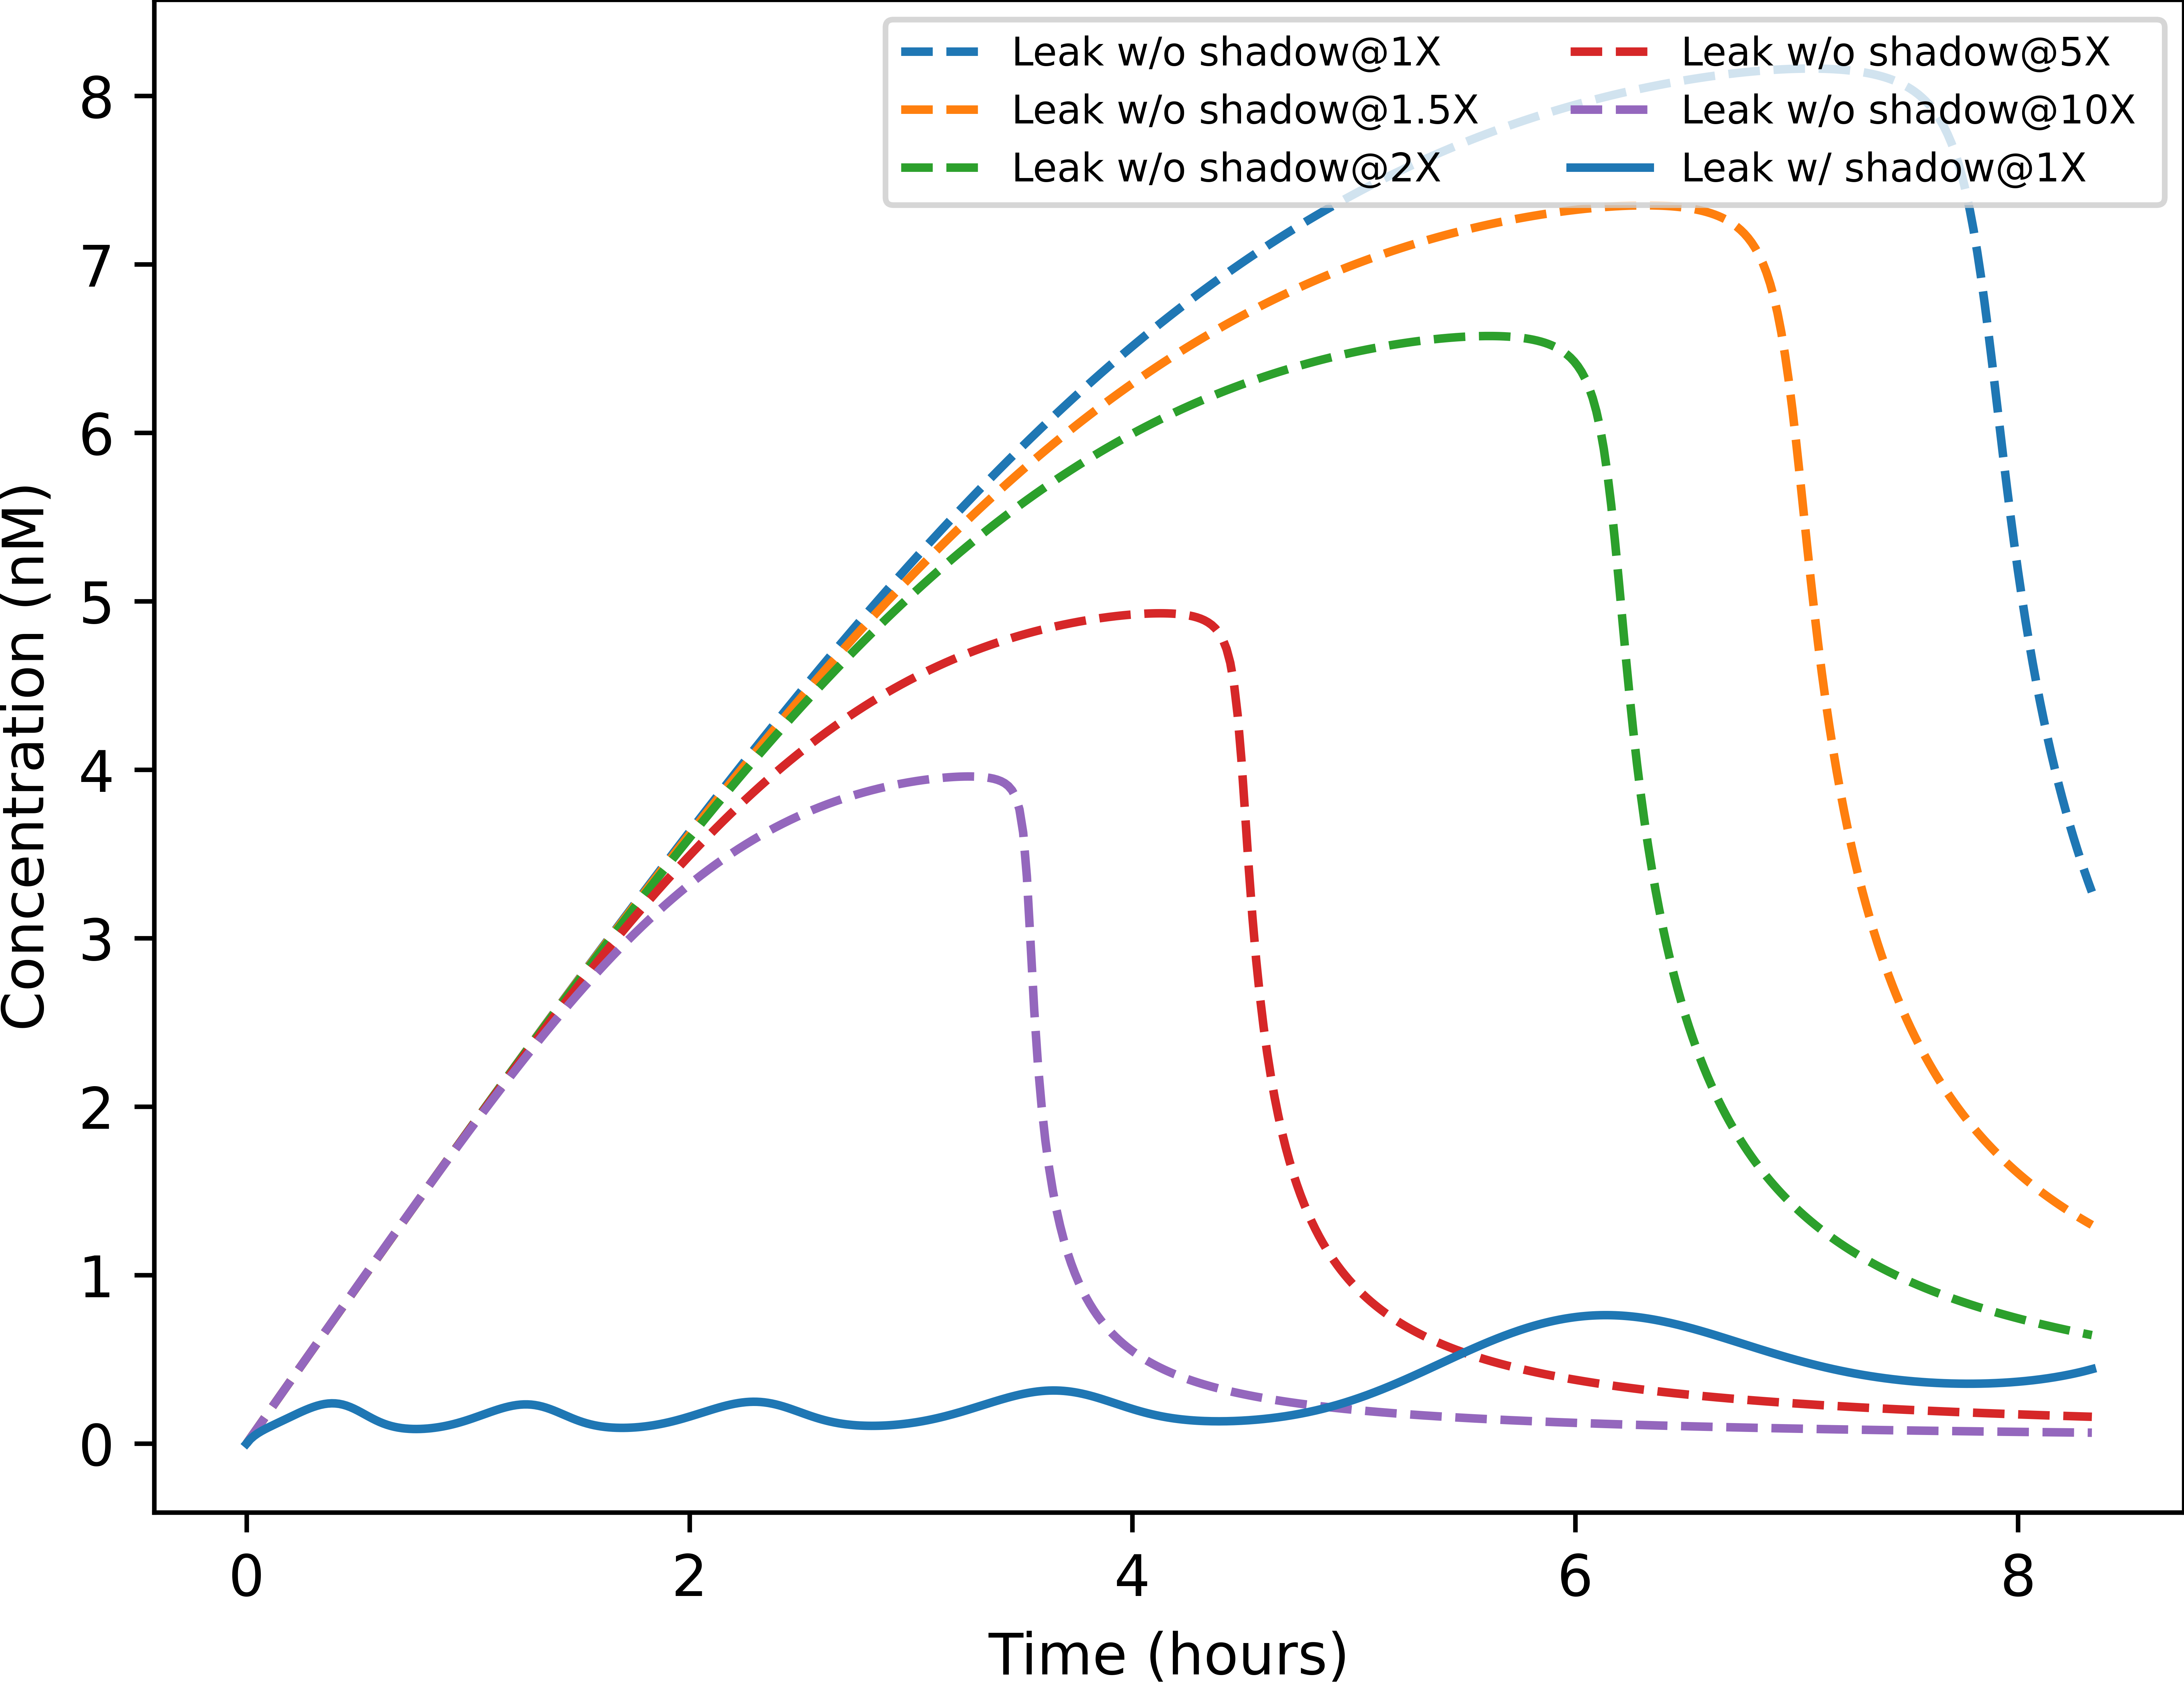 Leak w/o shadow@1X
Leak w/o shadow@1.5X
Leak w/o shadow@2X
Leak w/o shadow@5X
Leak w/o shadow@10X
Leak w/ shadow@1X
8
7
6
5
4
3
2
1
0
Concentration (nM)
0 2 4 6 8
Time (hours)